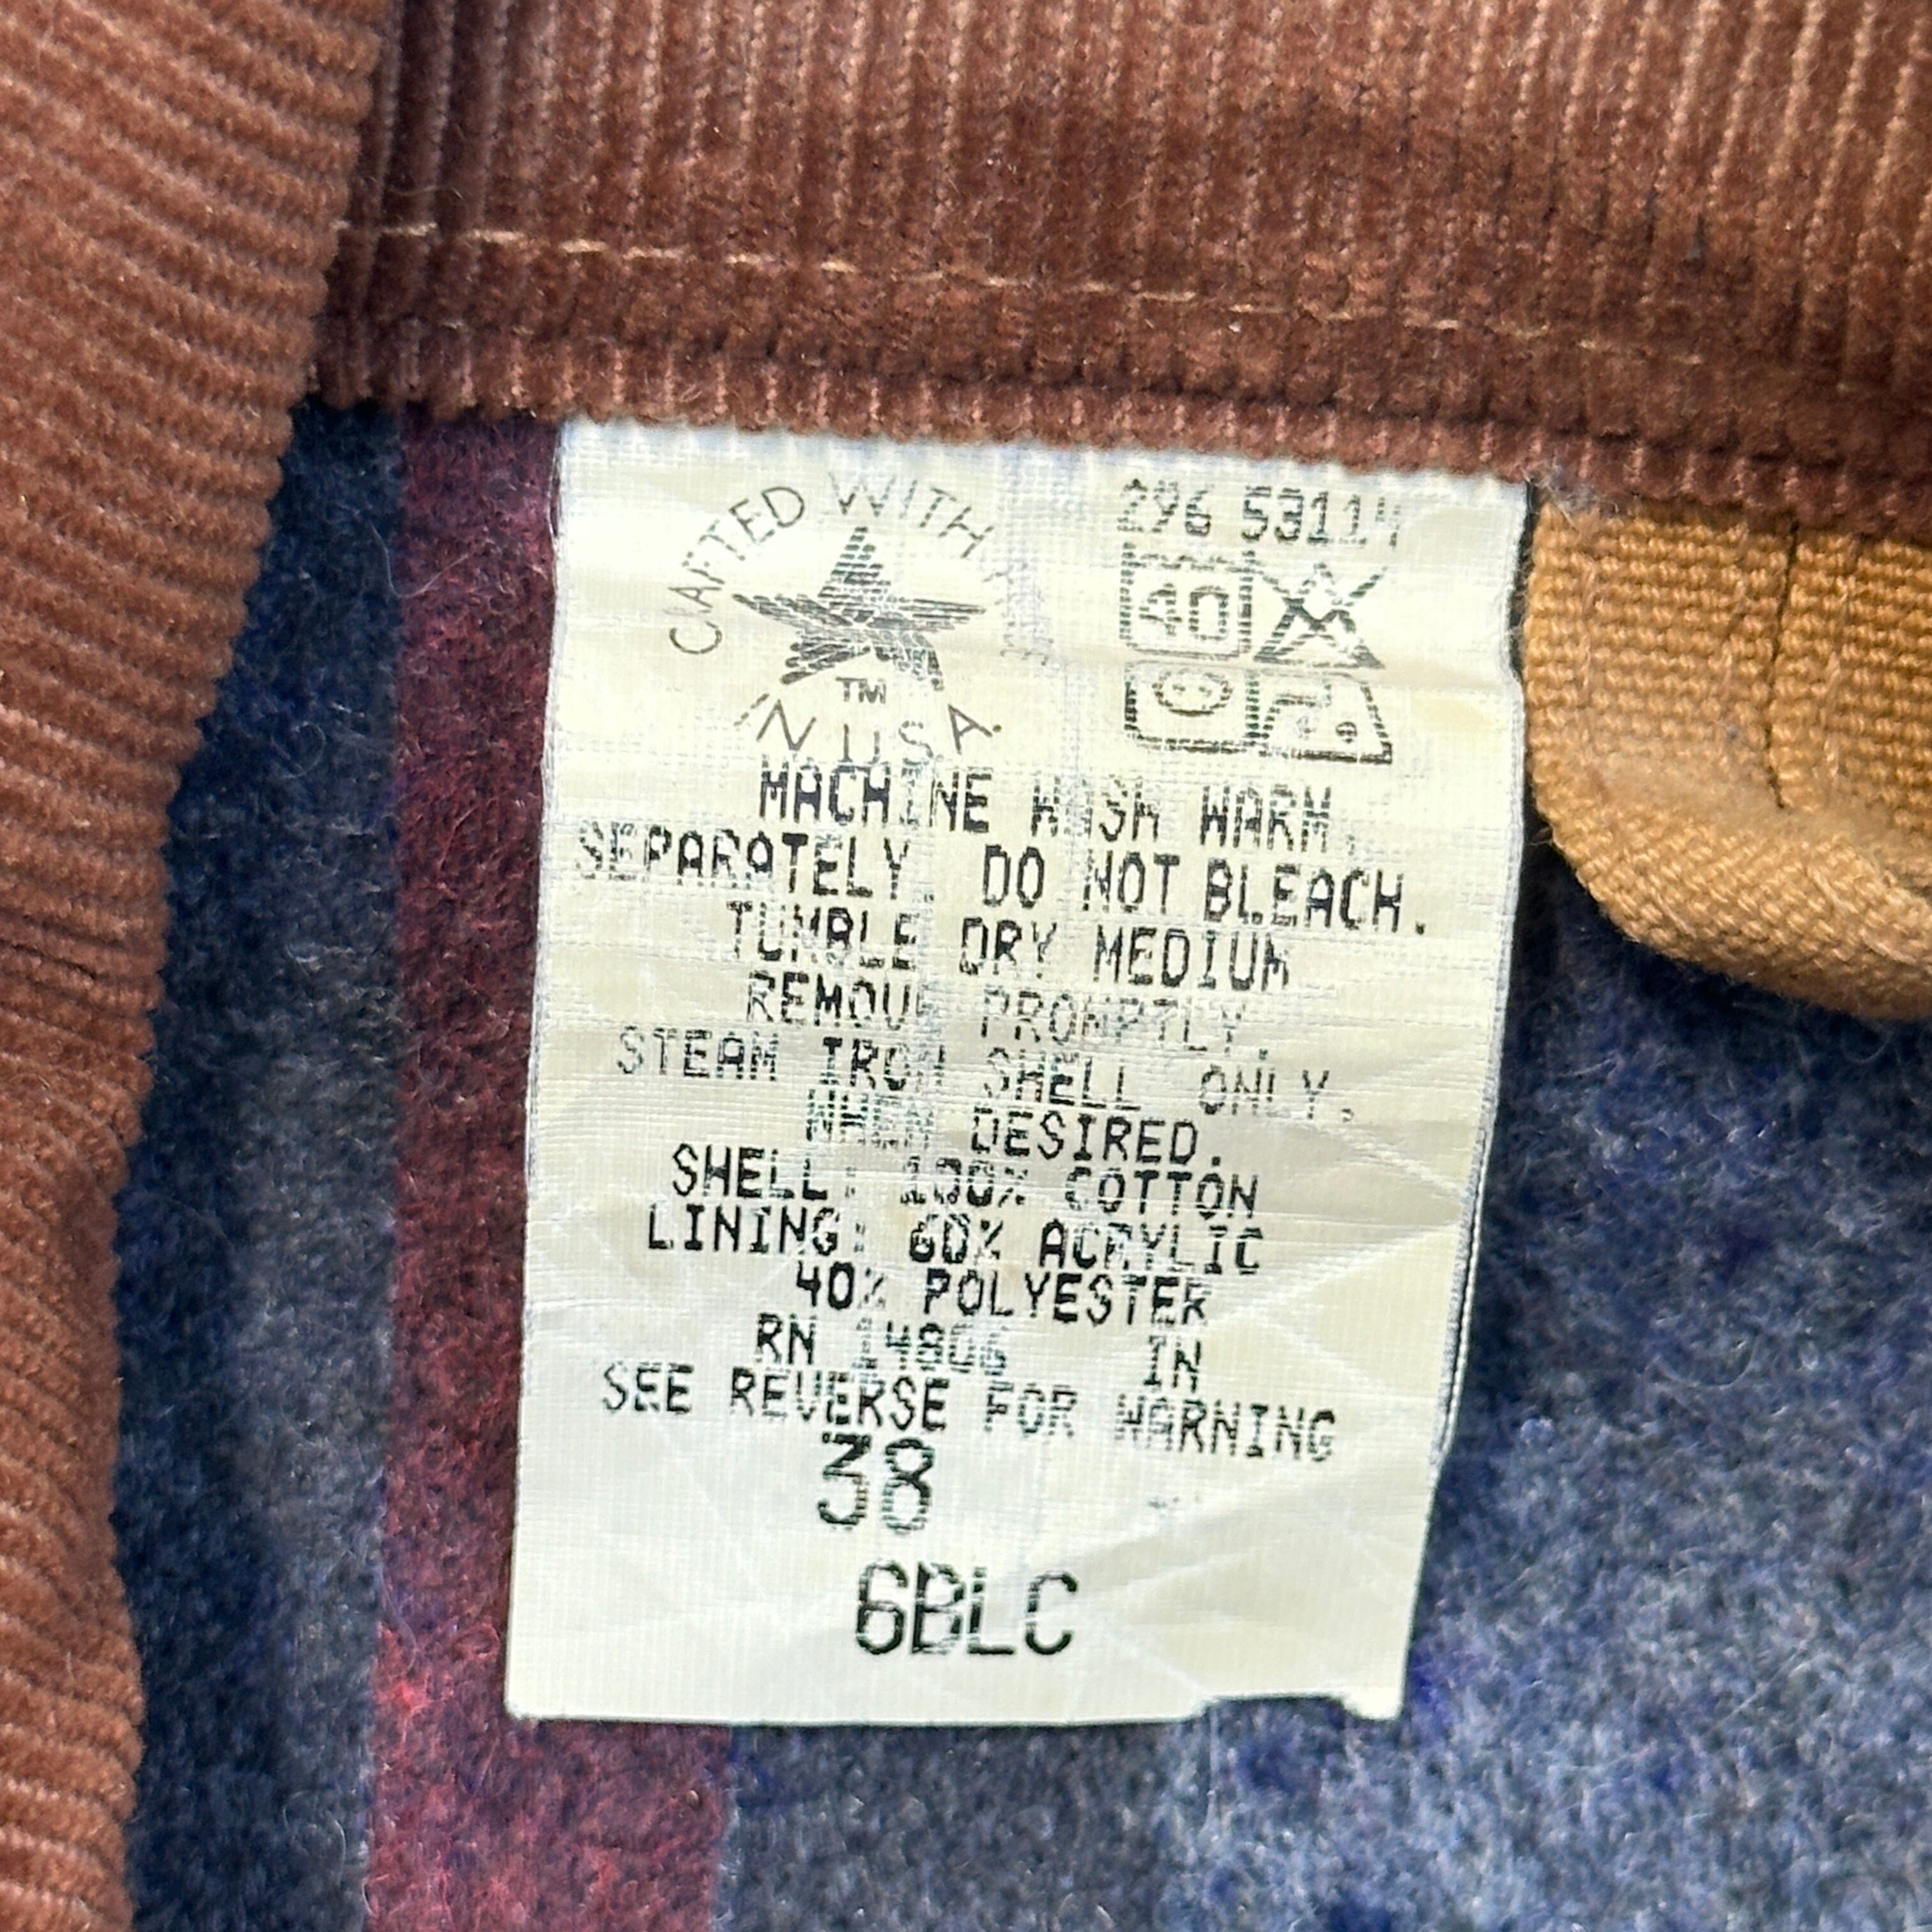 CRAFTED WITH
TM
IN U.S.A.
296 53114
40
MACHINE WASH WARM,
SEPARATELY. DO NOT BLEACH.
TUMBLE DRY MEDIUM
REMOVE PROMPTLY.
STEAM IRON SHELL ONLY,
WHEN DESIRED.
SHELL: 100% COTTON
LINING: 60% ACRYLIC
40% POLYESTER
RN 14806 IN
SEE REVERSE FOR WARNING
38
6BLC